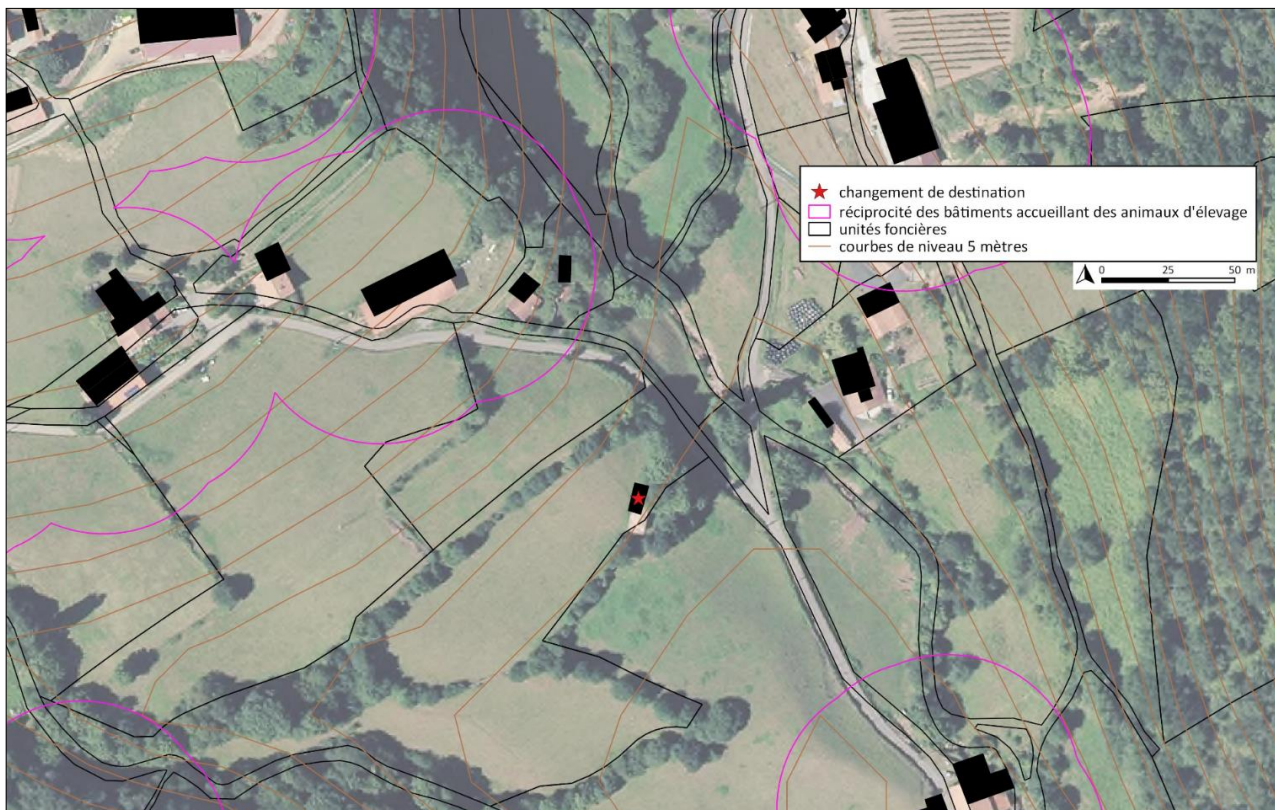 changement de destination
réciprocité des bâtiments accueillant des animaux d'élevage
unités foncières
courbes de niveau 5 mètres
0 25 50 m